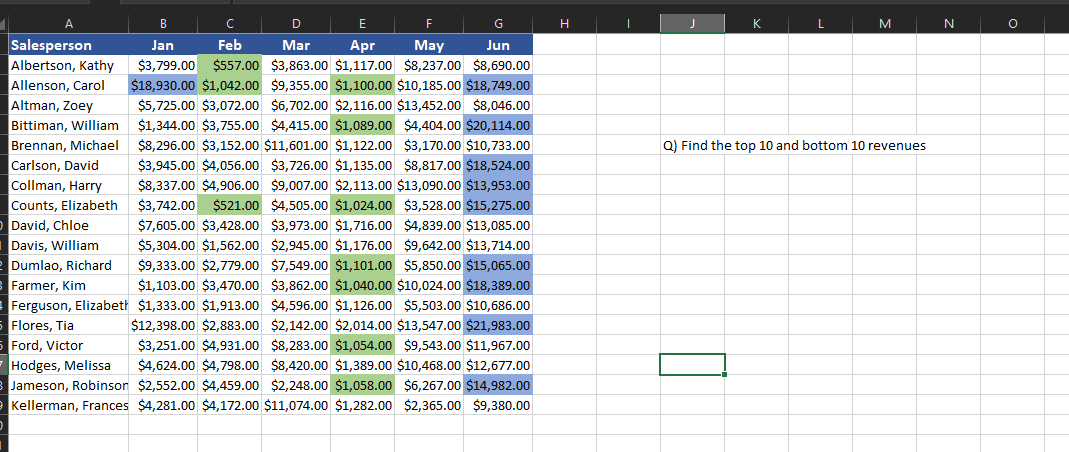 A B C D E F G H I J K L M N O
Salesperson Jan Feb Mar Apr May Jun
Albertson, Kathy $3,799.00 $557.00 $3,863.00 $1,117.00 $8,237.00 $8,690.00
Allenson, Carol $18,930.00 $1,042.00 $9,355.00 $1,100.00 $10,185.00 $18,749.00
Altman, Zoey $5,725.00 $3,072.00 $6,702.00 $2,116.00 $13,452.00 $8,046.00
Bittiman, William $1,344.00 $3,755.00 $4,415.00 $1,089.00 $4,404.00 $20,114.00
Brennan, Michael $8,296.00 $3,152.00 $11,601.00 $1,122.00 $3,170.00 $10,733.00 Q) Find the top 10 and bottom 10 revenues
Carlson, David $3,945.00 $4,056.00 $3,726.00 $1,135.00 $8,817.00 $18,524.00
Collman, Harry $8,337.00 $4,906.00 $9,007.00 $2,113.00 $13,090.00 $13,953.00
Counts, Elizabeth $3,742.00 $521.00 $4,505.00 $1,024.00 $3,528.00 $15,275.00
David, Chloe $7,605.00 $3,428.00 $3,973.00 $1,716.00 $4,839.00 $13,085.00
Davis, William $5,304.00 $1,562.00 $2,945.00 $1,176.00 $9,642.00 $13,714.00
Dumlao, Richard $9,333.00 $2,779.00 $7,549.00 $1,101.00 $5,850.00 $15,065.00
Farmer, Kim $1,103.00 $3,470.00 $3,862.00 $1,040.00 $10,024.00 $18,389.00
Ferguson, Elizabeth $1,333.00 $1,913.00 $4,596.00 $1,126.00 $5,503.00 $10,686.00
Flores, Tia $12,398.00 $2,883.00 $2,142.00 $2,014.00 $13,547.00 $21,983.00
Ford, Victor $3,251.00 $4,931.00 $8,283.00 $1,054.00 $9,543.00 $11,967.00
Hodges, Melissa $4,624.00 $4,798.00 $8,420.00 $1,389.00 $10,468.00 $12,677.00
Jameson, Robinson $2,552.00 $4,459.00 $2,248.00 $1,058.00 $6,267.00 $14,982.00
Kellerman, Frances $4,281.00 $4,172.00 $11,074.00 $1,282.00 $2,365.00 $9,380.00